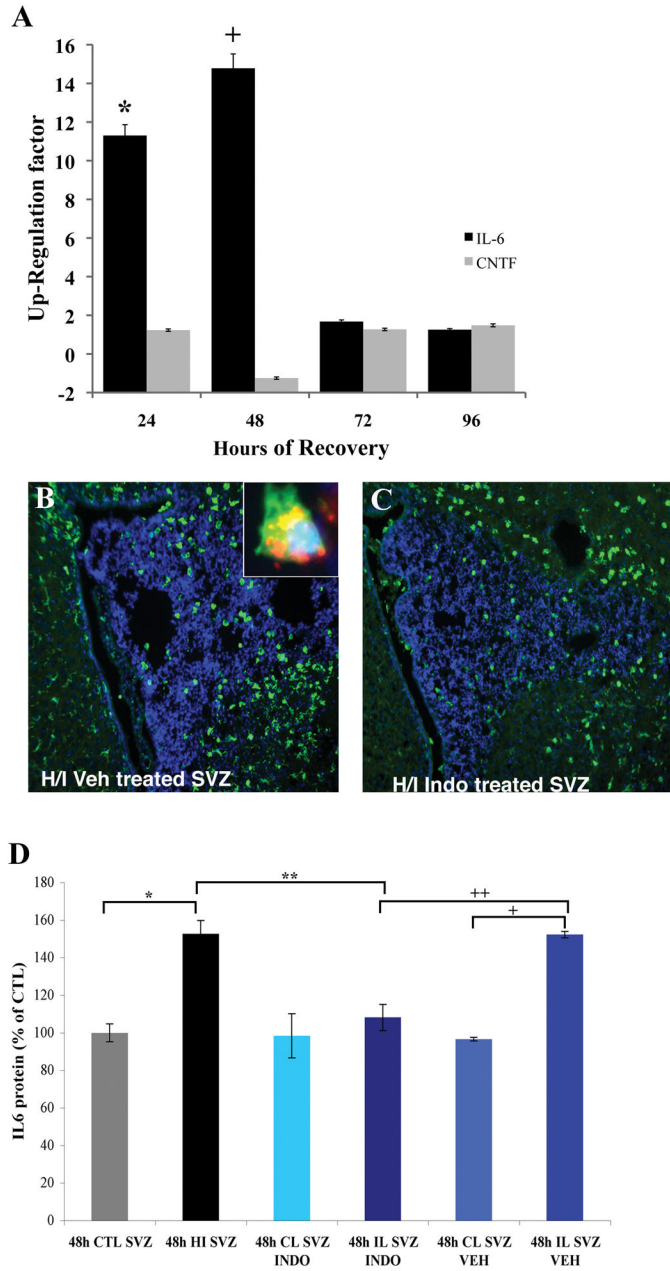 A
16
14
12
10
8
6
4
2
0
-2
Up-Regulation factor
*
+
IL-6
CNTF
24 48 72 96
Hours of Recovery
B
H/I Veh treated SVZ
C
H/I Indo treated SVZ
D
180
160
140
120
100
80
60
40
20
0
IL6 protein (% of CTL)
*
**
++
+
48h CTL SVZ
48h HI SVZ
48h CL SVZ
INDO
48h IL SVZ
INDO
48h CL SVZ
VEH
48h IL SVZ
VEH